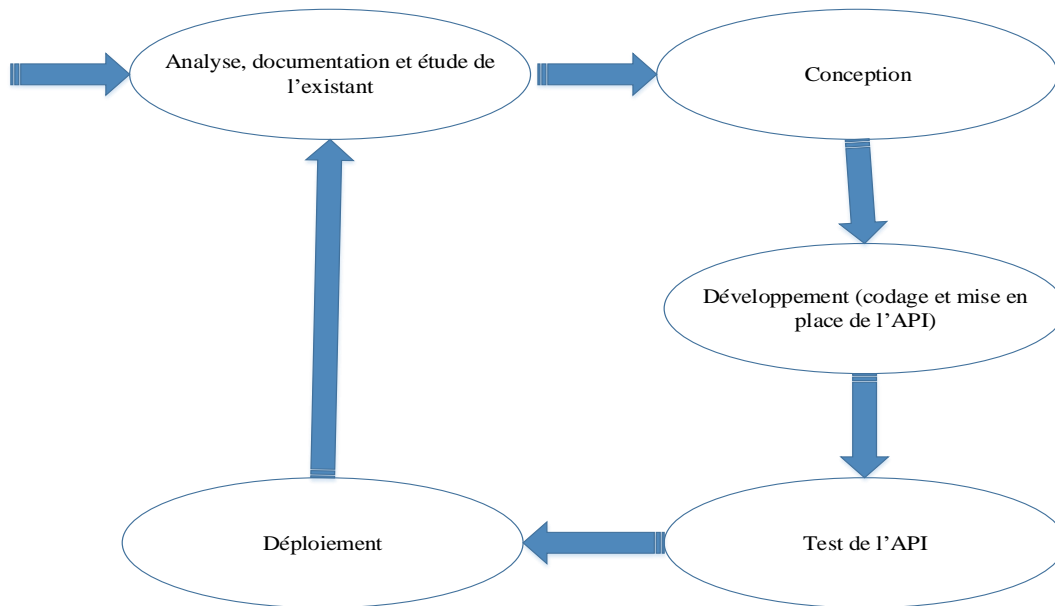 Analyse, documentation et étude de
l’existant
Conception
Développement (codage et mise en
place de l’API)
Test de l’API
Déploiement